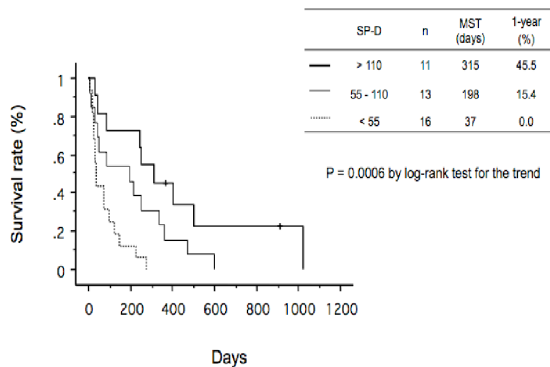 SP-D n MST (days) 1-year (%)
> 110 11 315 45.5
55 - 110 13 198 15.4
< 55 16 37 0.0
P = 0.0006 by log-rank test for the trend
Survival rate (%)
1
.8
.6
.4
.2
0
0 200 400 600 800 1000 1200
Days